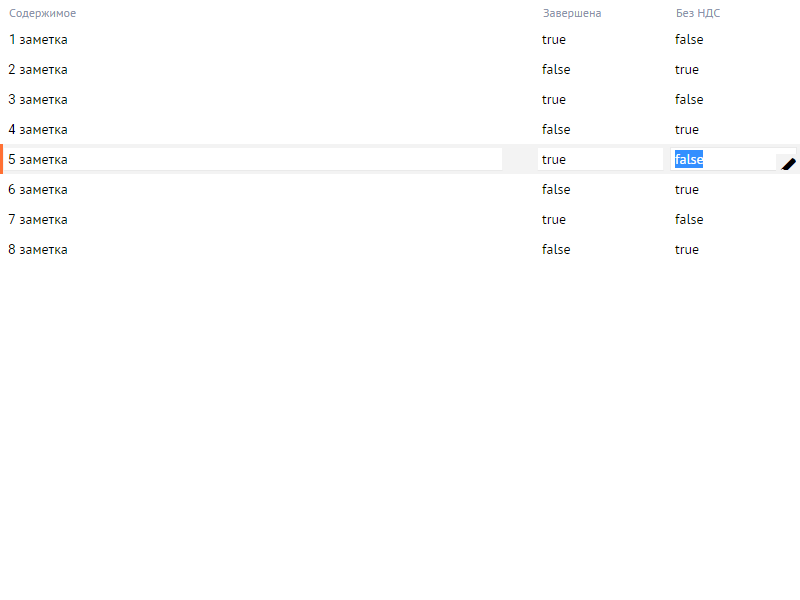 Содержимое Завершена Без НДС
1 заметка true false
2 заметка false true
3 заметка true false
4 заметка false true
5 заметка true false
6 заметка false true
7 заметка true false
8 заметка false true